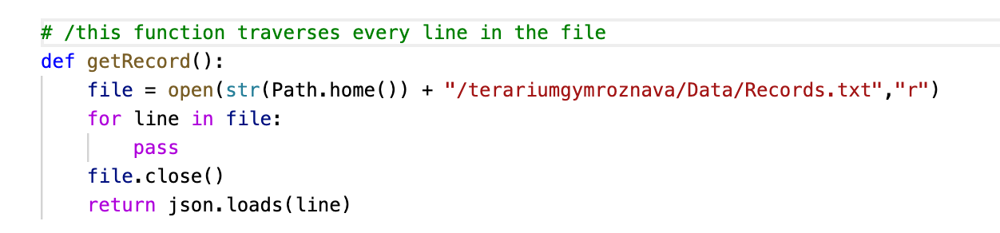 # /this function traverses every line in the file
def getRecord():
    file = open(str(Path.home()) + "/terariumgymroznava/Data/Records.txt","r")
    for line in file:
        pass
    file.close()
    return json.loads(line)